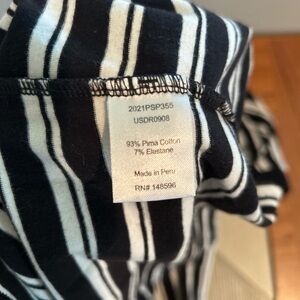 2021PSP355
USDR0908
93% Pima Cotton
7% Elastane
Made in Peru
RN# 148596